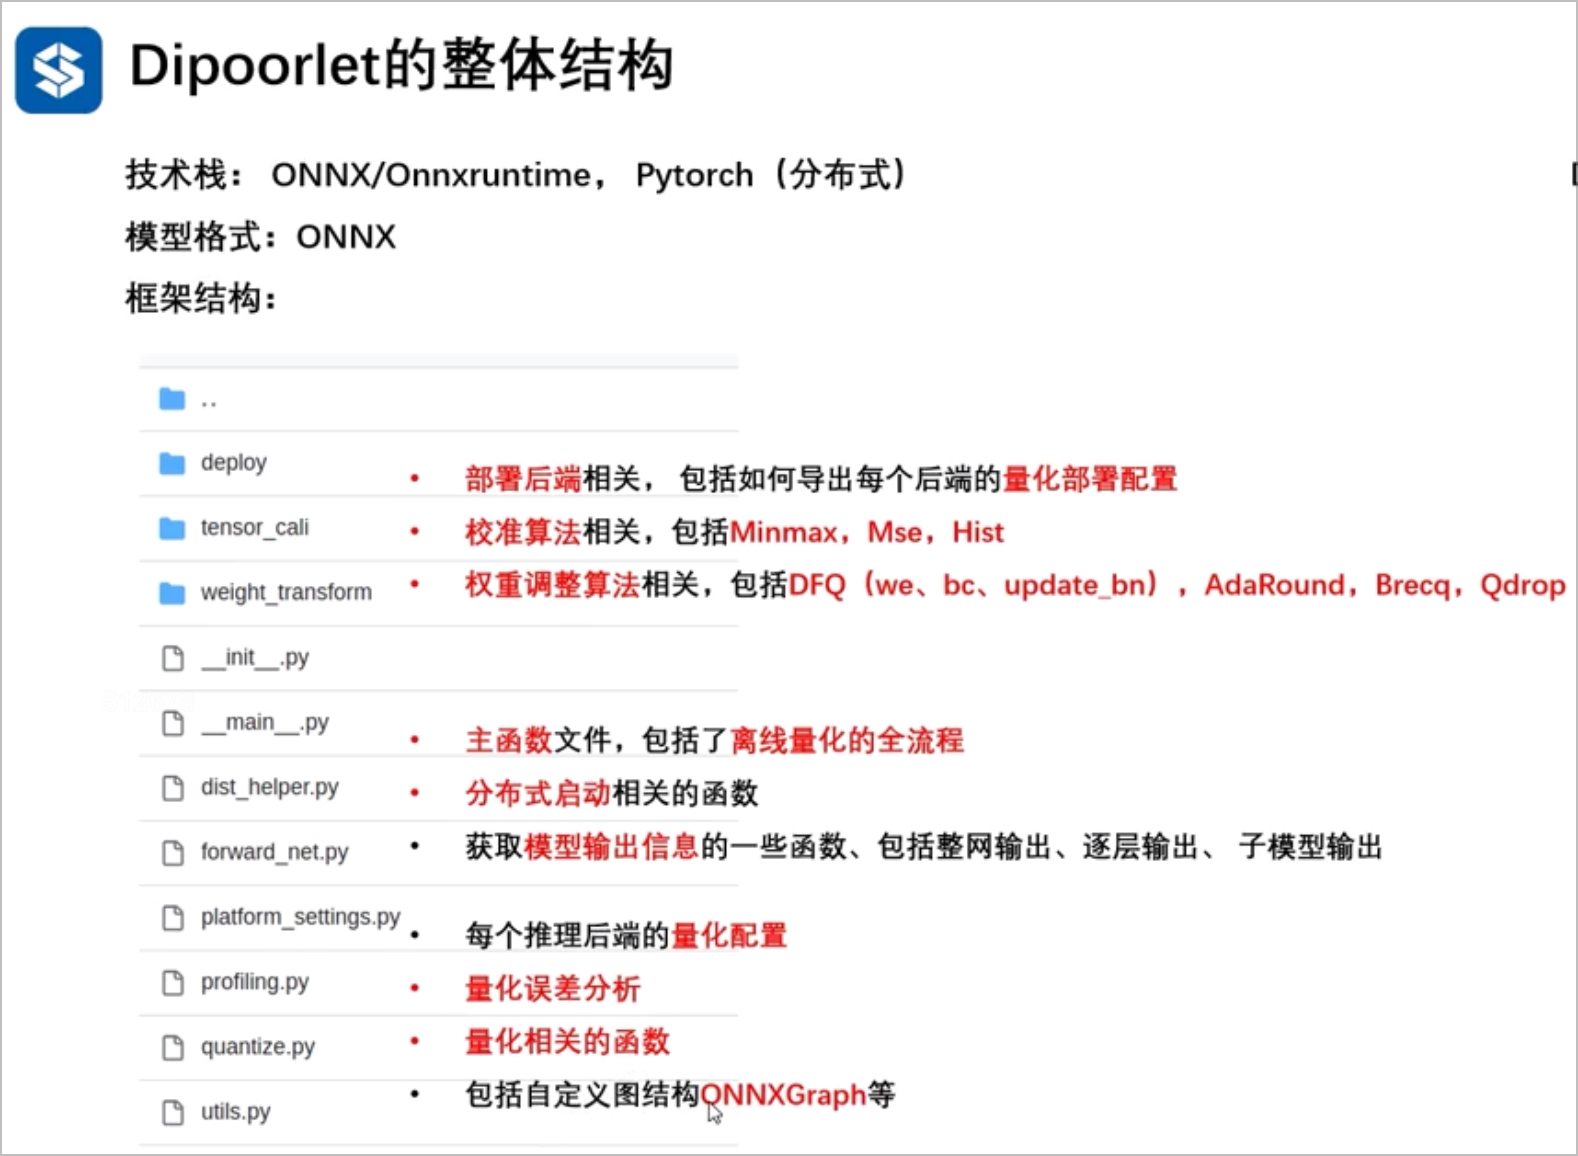 Dipoorlet的整体结构
技术栈： ONNX/Onnxruntime， Pytorch（分布式）
模型格式：ONNX
框架结构：
..
deploy
• 部署后端相关， 包括如何导出每个后端的量化部署配置
tensor_cali
• 校准算法相关，包括Minmax，Mse，Hist
weight_transform
• 权重调整算法相关，包括DFQ（we、bc、update_bn），AdaRound，Brecq，Qdrop
__init__.py
__main__.py
• 主函数文件，包括了离线量化的全流程
dist_helper.py
• 分布式启动相关的函数
forward_net.py
• 获取模型输出信息的一些函数、包括整网输出、逐层输出、 子模型输出
platform_settings.py
• 每个推理后端的量化配置
profiling.py
• 量化误差分析
quantize.py
• 量化相关的函数
utils.py
• 包括自定义图结构ONNXGraph等